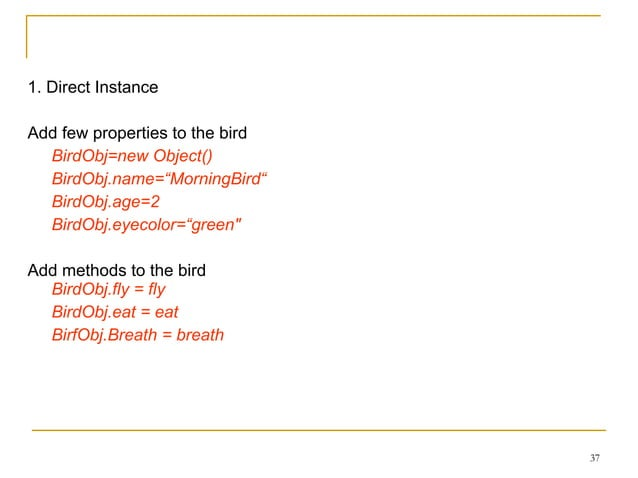 1. Direct Instance
Add few properties to the bird
BirdObj=new Object()
BirdObj.name=“MorningBird“
BirdObj.age=2
BirdObj.eyecolor=“green"
Add methods to the bird
BirdObj.fly = fly
BirdObj.eat = eat
BirfObj.Breath = breath
37